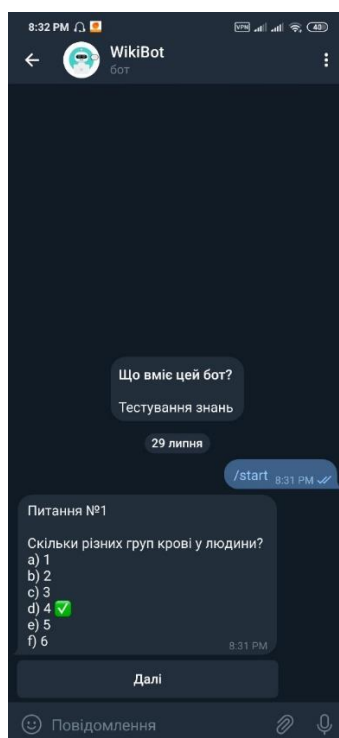 8:32 PM
VPN 40
WikiBot
бот
Що вміє цей бот?
Тестування знань
29 липня
/start 8:31 PM
Питання №1
Скільки різних груп крові у людини?
a) 1
b) 2
c) 3
d) 4 ✅
e) 5
f) 6
8:31 PM
Далі
Повідомлення